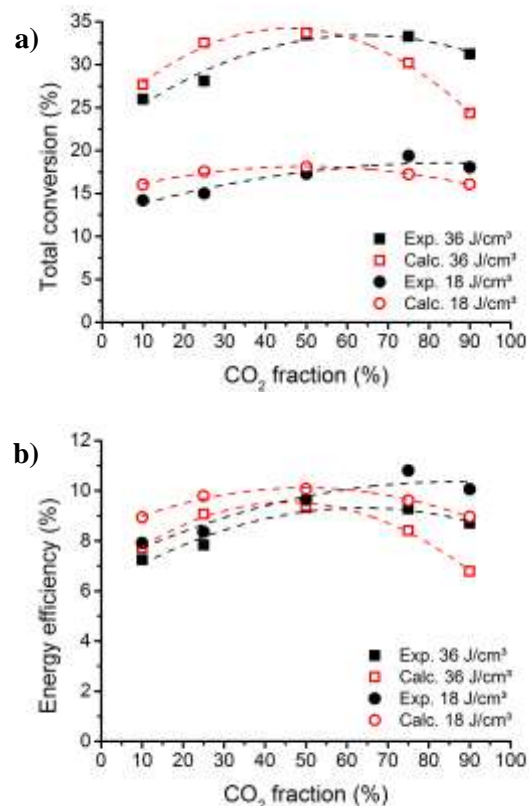 a)
Total conversion (%)
35
30
25
20
15
10
5
0
Exp. 36 J/cm³
Calc. 36 J/cm³
Exp. 18 J/cm³
Calc. 18 J/cm³
0 10 20 30 40 50 60 70 80 90 100
CO₂ fraction (%)
b)
Energy efficiency (%)
12
10
8
6
4
2
0
Exp. 36 J/cm³
Calc. 36 J/cm³
Exp. 18 J/cm³
Calc. 18 J/cm³
0 10 20 30 40 50 60 70 80 90 100
CO₂ fraction (%)